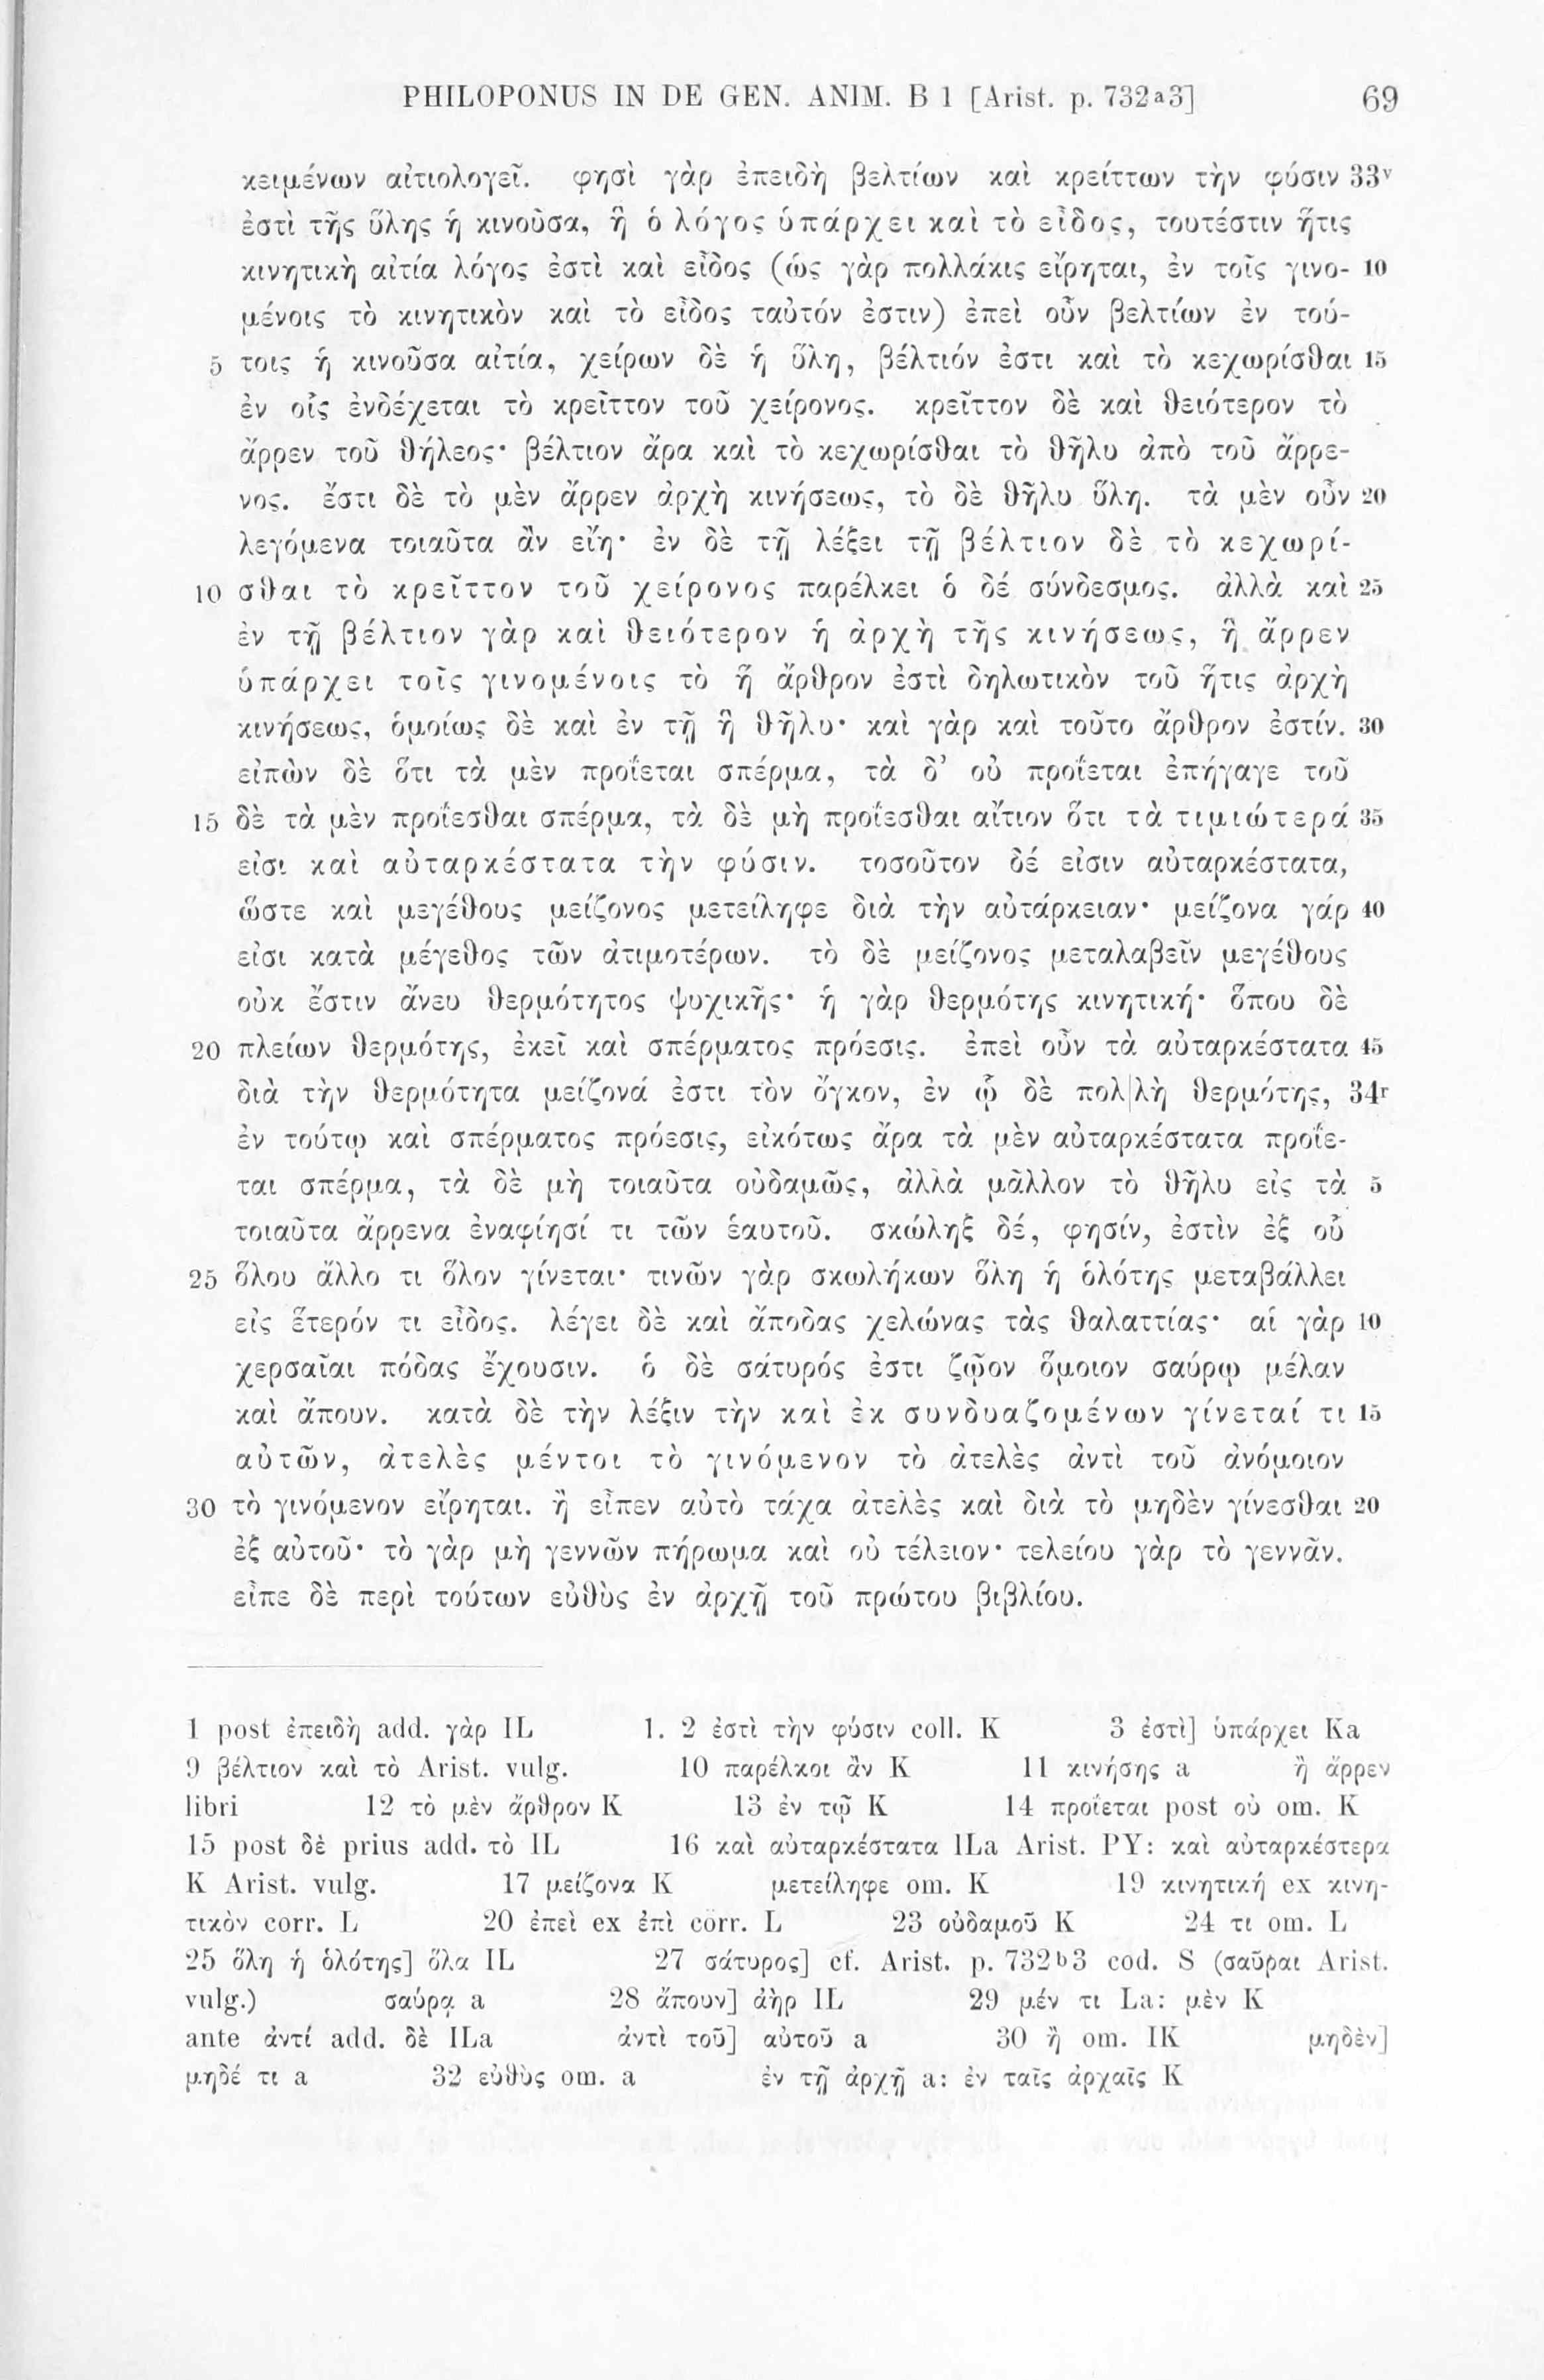 PHILOPONUS IN DE GEN. ANIM. B 1 [Arist. p. 732a3] 69
κειμένων αἰτιολογεῖ. φησὶ γὰρ ἐπειδὴ βελτίων καὶ κρείττων τὴν φύσιν 33v
ἐστὶ τῆς ὕλης ἡ κινοῦσα, ᾗ ὁ λόγος ὑπάρχει καὶ τὸ εἶδος, τουτέστιν ἥτις
κινητικὴ αἰτία λόγος ἐστὶ καὶ εἶδος (ὡς γὰρ πολλάκις εἴρηται, ἐν τοῖς γινο- 10
μένοις τὸ κινητικὸν καὶ τὸ εἶδος ταὐτόν ἐστιν) ἐπεὶ οὖν βελτίων ἐν τού-
5 τοις ἡ κινοῦσα αἰτία, χείρων δὲ ἡ ὕλη, βέλτιόν ἐστι καὶ τὸ κεχωρίσθαι 15
ἐν οἷς ἐνδέχεται τὸ κρεῖττον τοῦ χείρονος. κρεῖττον δὲ καὶ θειότερον τὸ
ἄρρεν τοῦ θήλεος· βέλτιον ἄρα καὶ τὸ κεχωρίσθαι τὸ θῆλυ ἀπὸ τοῦ ἄρρε-
νος. ἔστι δὲ τὸ μὲν ἄρρεν ἀρχὴ κινήσεως, τὸ δὲ θῆλυ ὕλη. τὰ μὲν οὖν 20
λεγόμενα τοιαῦτα ἂν εἴη· ἐν δὲ τῇ λέξει τῇ βέλτιον δὲ τὸ κεχωρί-
10 σθαι τὸ κρεῖττον τοῦ χείρονος παρέλκει ὁ δέ σύνδεσμος. ἀλλὰ καὶ 25
ἐν τῇ βέλτιον γὰρ καὶ θειότερον ἡ ἀρχὴ τῆς κινήσεως, ἣ ἄρρεν
ὑπάρχει τοῖς γινομένοις τὸ ἥ ἄρθρον ἐστὶ δηλωτικὸν τοῦ ἥτις ἀρχὴ
κινήσεως, ὁμοίως δὲ καὶ ἐν τῇ ἣ θῆλυ· καὶ γὰρ καὶ τοῦτο ἄρθρον ἐστίν. 30
εἰπὼν δὲ ὅτι τὰ μὲν προΐεται σπέρμα, τὰ δ’ οὐ προΐεται ἐπήγαγε τοῦ
15 δὲ τὰ μὲν προΐεσθαι σπέρμα, τὰ δὲ μὴ προΐεσθαι αἴτιον ὅτι τὰ τιμιώτερά 35
εἰσι καὶ αὐταρκέστατα τὴν φύσιν. τοσοῦτον δέ εἰσιν αὐταρκέστατα,
ὥστε καὶ μεγέθους μείζονος μετείληφε διὰ τὴν αὐτάρκειαν· μείζονα γάρ 40
εἰσι κατὰ μέγεθος τῶν ἀτιμοτέρων. τὸ δὲ μείζονος μεταλαβεῖν μεγέθους
οὐκ ἔστιν ἄνευ θερμότητος ψυχικῆς· ἡ γὰρ θερμότης κινητική· ὅπου δὲ
20 πλείων θερμότης, ἐκεῖ καὶ σπέρματος πρόεσις. ἐπεὶ οὖν τὰ αὐταρκέστατα 45
διὰ τὴν θερμότητα μείζονά ἐστι τὸν ὄγκον, ἐν ᾧ δὲ πολ|λὴ θερμότης, 34r
ἐν τούτῳ καὶ σπέρματος πρόεσις, εἰκότως ἄρα τὰ μὲν αὐταρκέστατα προΐε-
ται σπέρμα, τὰ δὲ μὴ τοιαῦτα οὐδαμῶς, ἀλλὰ μᾶλλον τὸ θῆλυ εἰς τὰ 5
τοιαῦτα ἄρρενα ἐναφίησί τι τῶν ἑαυτοῦ. σκώληξ δέ, φησίν, ἐστὶν ἐξ οὗ
25 ὅλου ἄλλο τι ὅλον γίνεται· τινῶν γὰρ σκωλήκων ὅλη ἡ ὁλότης μεταβάλλει
εἰς ἕτερόν τι εἶδος. λέγει δὲ καὶ ἄποδας χελώνας τὰς θαλαττίας· αἱ γὰρ 10
χερσαῖαι πόδας ἔχουσιν. ὁ δὲ σάτυρός ἐστι ζῷον ὅμοιον σαύρῳ μέλαν
καὶ ἄπουν. κατὰ δὲ τὴν λέξιν τὴν καὶ ἐκ συνδυαζομένων γίνεταί τι 15
αὐτῶν, ἀτελὲς μέντοι τὸ γινόμενον τὸ ἀτελὲς ἀντὶ τοῦ ἀνόμοιον
30 τὸ γινόμενον εἴρηται. ἢ εἶπεν αὐτὸ τάχα ἀτελὲς καὶ διὰ τὸ μηδὲν γίνεσθαι 20
ἐξ αὐτοῦ· τὸ γὰρ μὴ γεννῶν πήρωμα καὶ οὐ τέλειον· τελείου γὰρ τὸ γεννᾶν.
εἶπε δὲ περὶ τούτων εὐθὺς ἐν ἀρχῇ τοῦ πρώτου βιβλίου.
1 post ἐπειδὴ add. γὰρ IL 1. 2 ἐστὶ τὴν φύσιν coll. K 3 ἐστὶ] ὑπάρχει Ka
9 βέλτιον καὶ τὸ Arist. vulg. 10 παρέλκοι ἂν K 11 κινήσης a ἢ ἄρρεν
libri 12 τὸ μὲν ἄρθρον K 13 ἐν τῷ K 14 προΐεται post οὐ om. K
15 post δὲ prius add. τὸ IL 16 καὶ αὐταρκέστατα ILa Arist. PY: καὶ αὐταρκέστερα
K Arist. vulg. 17 μείζονα K μετείληφε om. K 19 κινητική ex κινη-
τικὸν corr. L 20 ἐπεὶ ex ἐπὶ corr. L 23 οὐδαμοῦ K 24 τι om. L
25 ὅλη ἡ ὁλότης] ὅλα IL 27 σάτυρος] cf. Arist. p. 732b3 cod. S (σαῦραι Arist.
vulg.) σαύρᾳ a 28 ἄπουν] ἀὴρ IL 29 μέν τι La: μὲν K
ante ἀντί add. δὲ ILa ἀντὶ τοῦ] αὐτοῦ a 30 ἢ om. IK μηδὲν]
μηδέ τι a 32 εὐθὺς om. a ἐν τῇ ἀρχῇ a: ἐν ταῖς ἀρχαῖς K